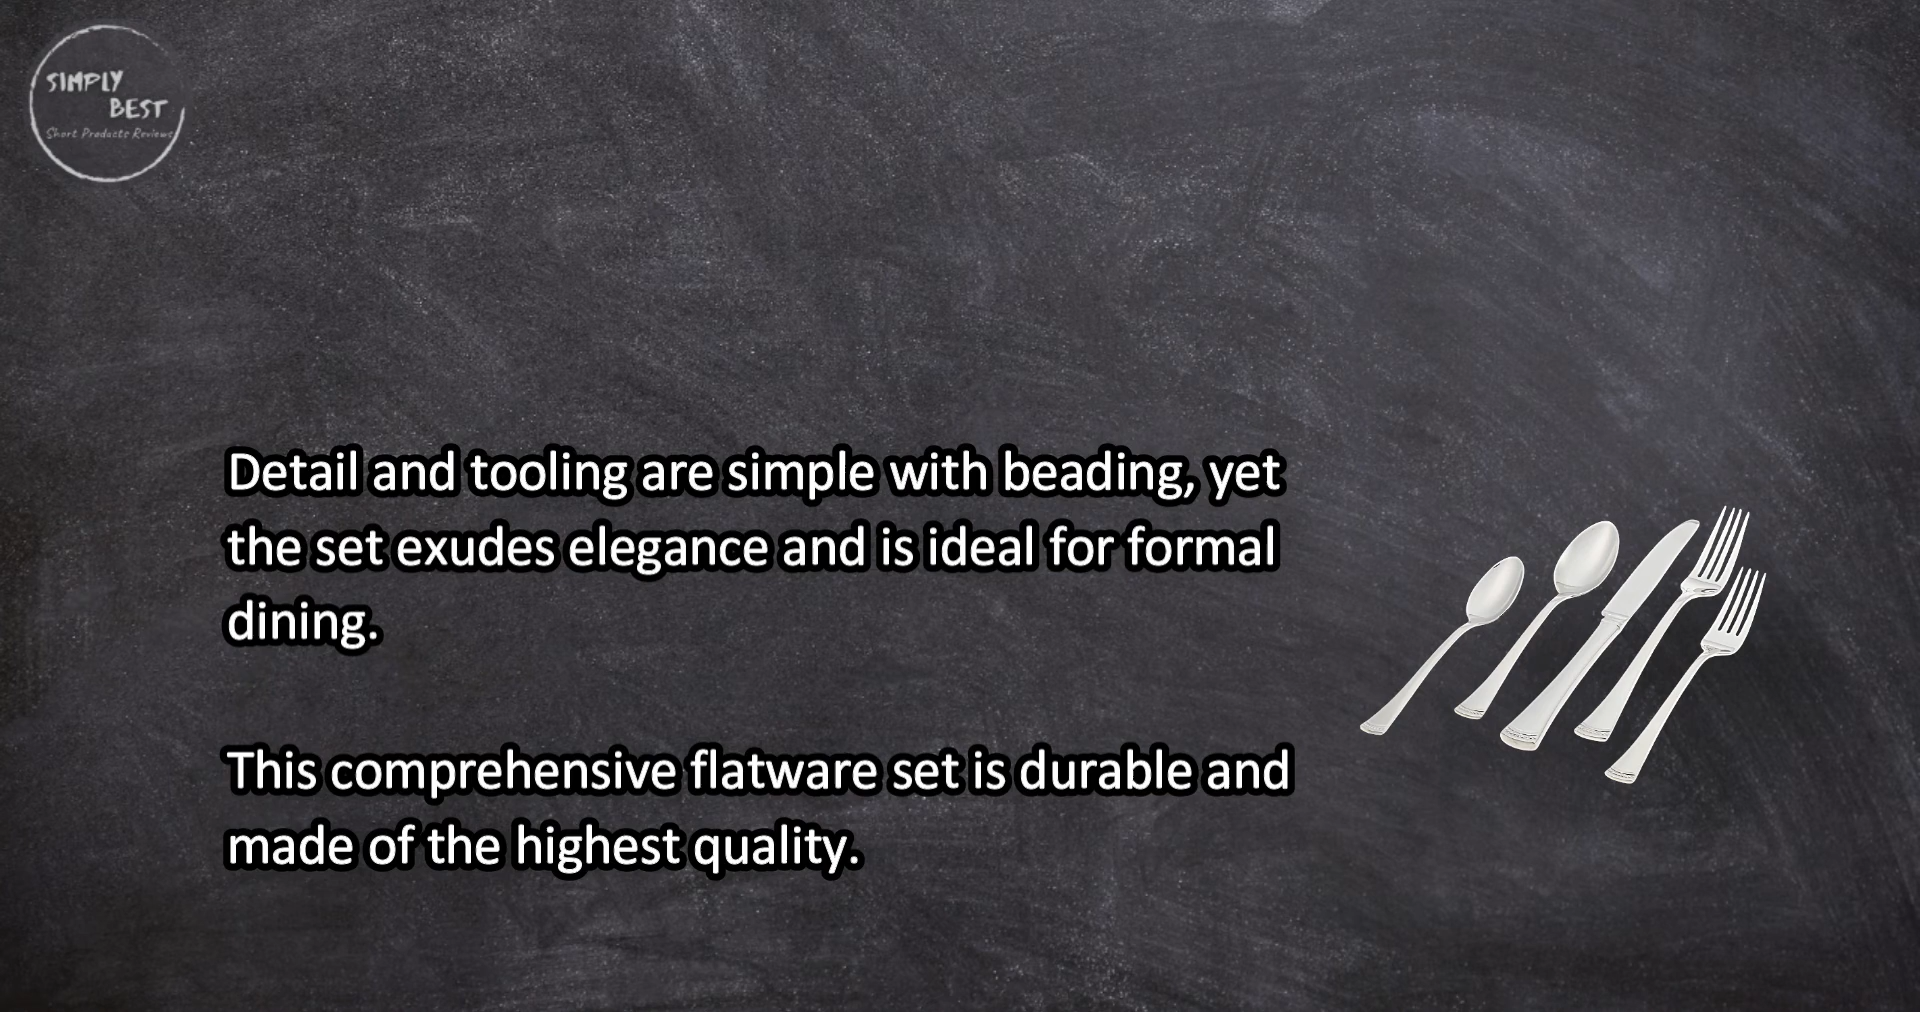 SIMPLY
BEST
Short Products Reviews
Detail and tooling are simple with beading, yet
the set exudes elegance and is ideal for formal
dining.
This comprehensive flatware set is durable and
made of the highest quality.